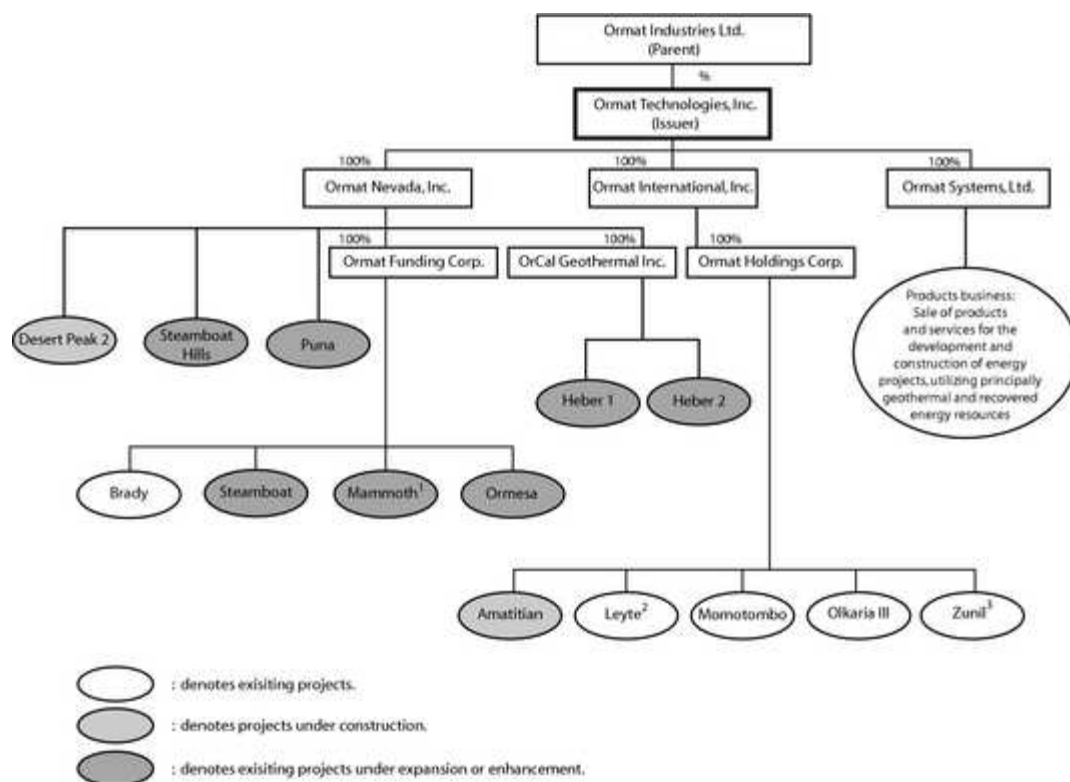 Ormat Industries Ltd.
(Parent)
%
Ormat Technologies, Inc.
(Issuer)
100%
100%
100%
Ormat Nevada, Inc.
Ormat International, Inc.
Ormat Systems, Ltd.
100%
100%
100%
Ormat Funding Corp.
OrCal Geothermal Inc.
Ormat Holdings Corp.
Desert Peak 2
Steamboat
Hills
Puna
Products business:
Sale of products
and services for the
development and
construction of energy
projects, utilizing principally
geothermal and recovered
energy resources
Heber 1
Heber 2
Brady
Steamboat
Mammoth¹
Ormesa
Amatitian
Leyte²
Momotombo
Olkaria III
Zunil³
: denotes exisiting projects.
: denotes projects under construction.
: denotes exisiting projects under expansion or enhancement.